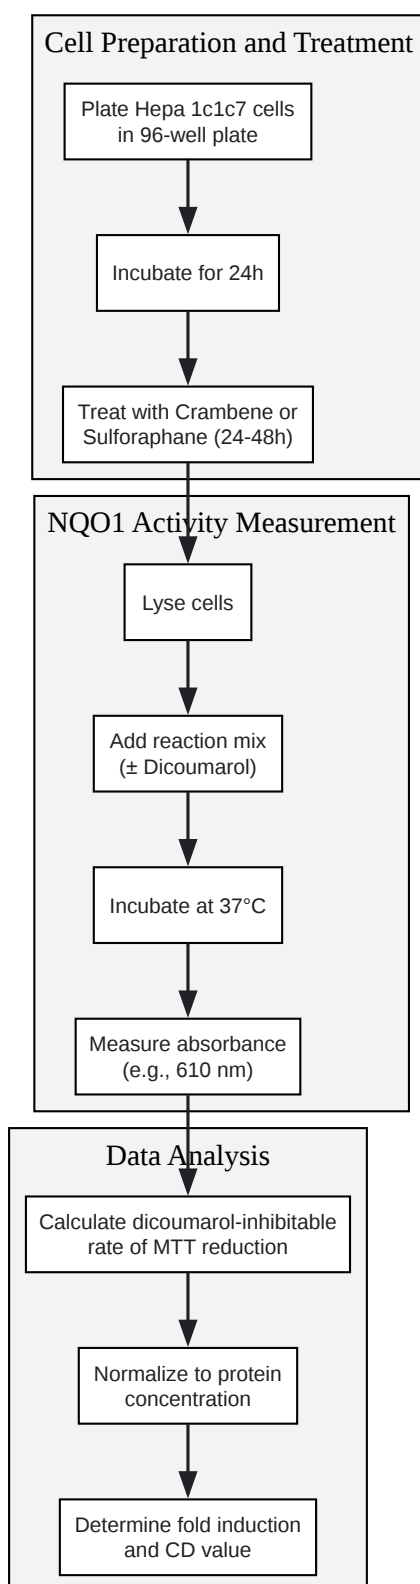 Cell Preparation and Treatment
Plate Hepa 1c1c7 cells
in 96-well plate
Incubate for 24h
Treat with Crambene or
Sulforaphane (24-48h)
NQO1 Activity Measurement
Lyse cells
Add reaction mix
(± Dicoumarol)
Incubate at 37°C
Measure absorbance
(e.g., 610 nm)
Data Analysis
Calculate dicoumarol-inhibitable
rate of MTT reduction
Normalize to protein
concentration
Determine fold induction
and CD value